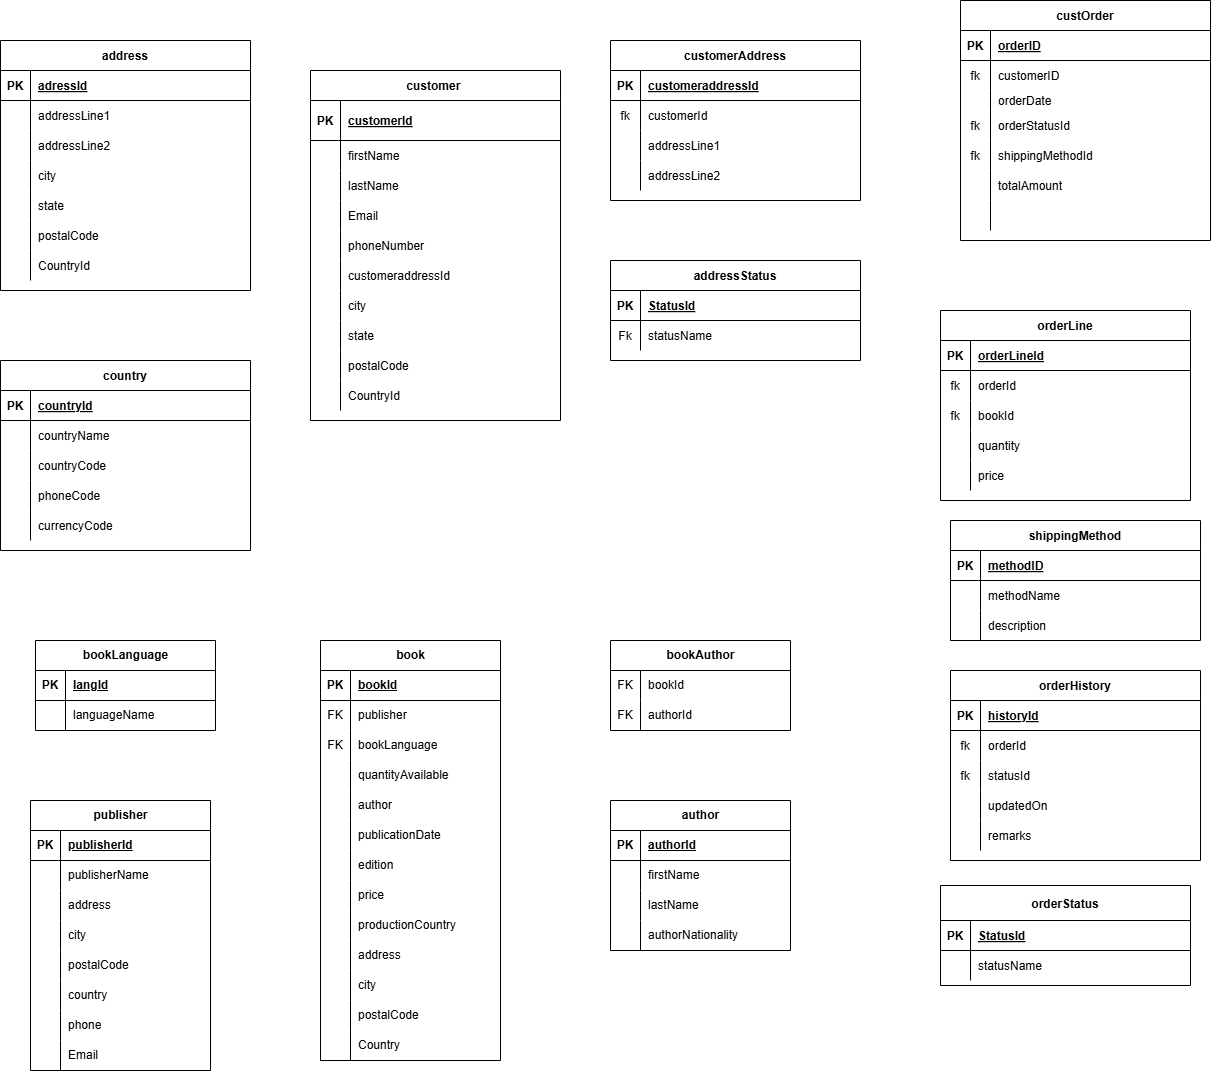 address
PK adressId
addressLine1
addressLine2
city
state
postalCode
CountryId
customer
PK customerId
firstName
lastName
Email
phoneNumber
customeraddressId
city
state
postalCode
CountryId
customerAddress
PK customeraddressId
fk customerId
addressLine1
addressLine2
custOrder
PK orderID
fk customerID
orderDate
fk orderStatusId
fk shippingMethodId
totalAmount
addressStatus
PK StatusId
Fk statusName
orderLine
PK orderLineId
fk orderId
fk bookId
quantity
price
country
PK countryId
countryName
countryCode
phoneCode
currencyCode
shippingMethod
PK methodID
methodName
description
bookLanguage
PK langId
languageName
book
PK bookId
FK publisher
FK bookLanguage
quantityAvailable
author
publicationDate
edition
price
productionCountry
address
city
postalCode
Country
bookAuthor
FK bookId
FK authorId
orderHistory
PK historyId
fk orderId
fk statusId
updatedOn
remarks
publisher
PK publisherId
publisherName
address
city
postalCode
country
phone
Email
author
PK authorId
firstName
lastName
authorNationality
orderStatus
PK StatusId
statusName